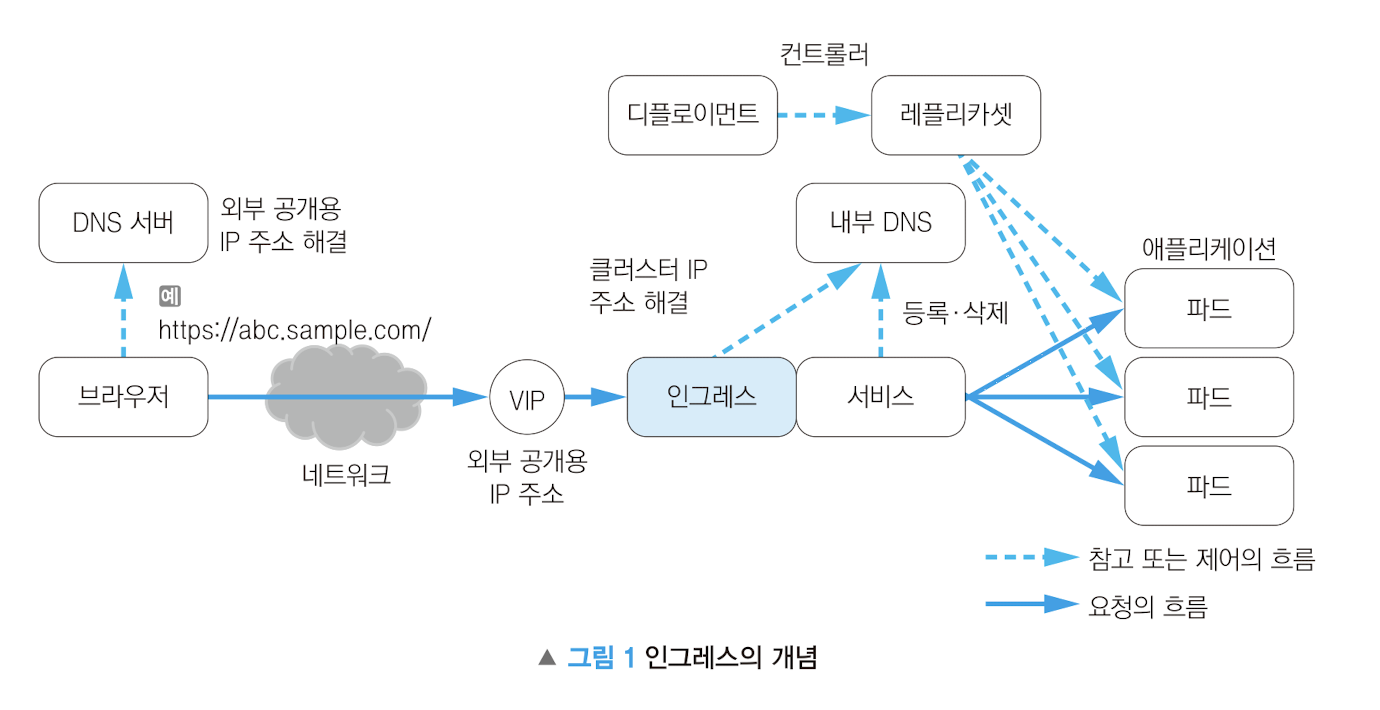 컨트롤러
디플로이먼트
레플리카셋
DNS 서버
외부 공개용
IP 주소 해결
내부 DNS
클러스터 IP
주소 해결
등록·삭제
애플리케이션
파드
예
https://abc.sample.com/
브라우저
VIP
인그레스
서비스
파드
네트워크
외부 공개용
IP 주소
파드
참고 또는 제어의 흐름
요청의 흐름
▲ 그림 1 인그레스의 개념